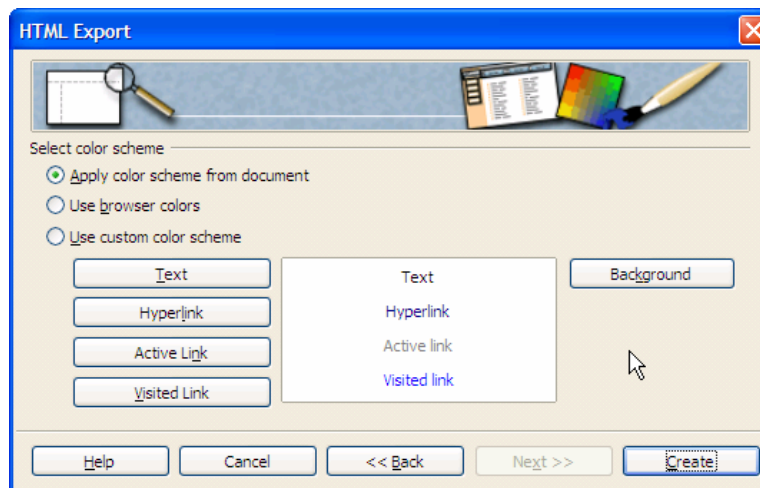 HTML Export
Select color scheme
Apply color scheme from document
Use browser colors
Use custom color scheme
Text Text Background
Hyperlink Hyperlink
Active Link Active link
Visited Link Visited link
Help Cancel << Back Next >> Create